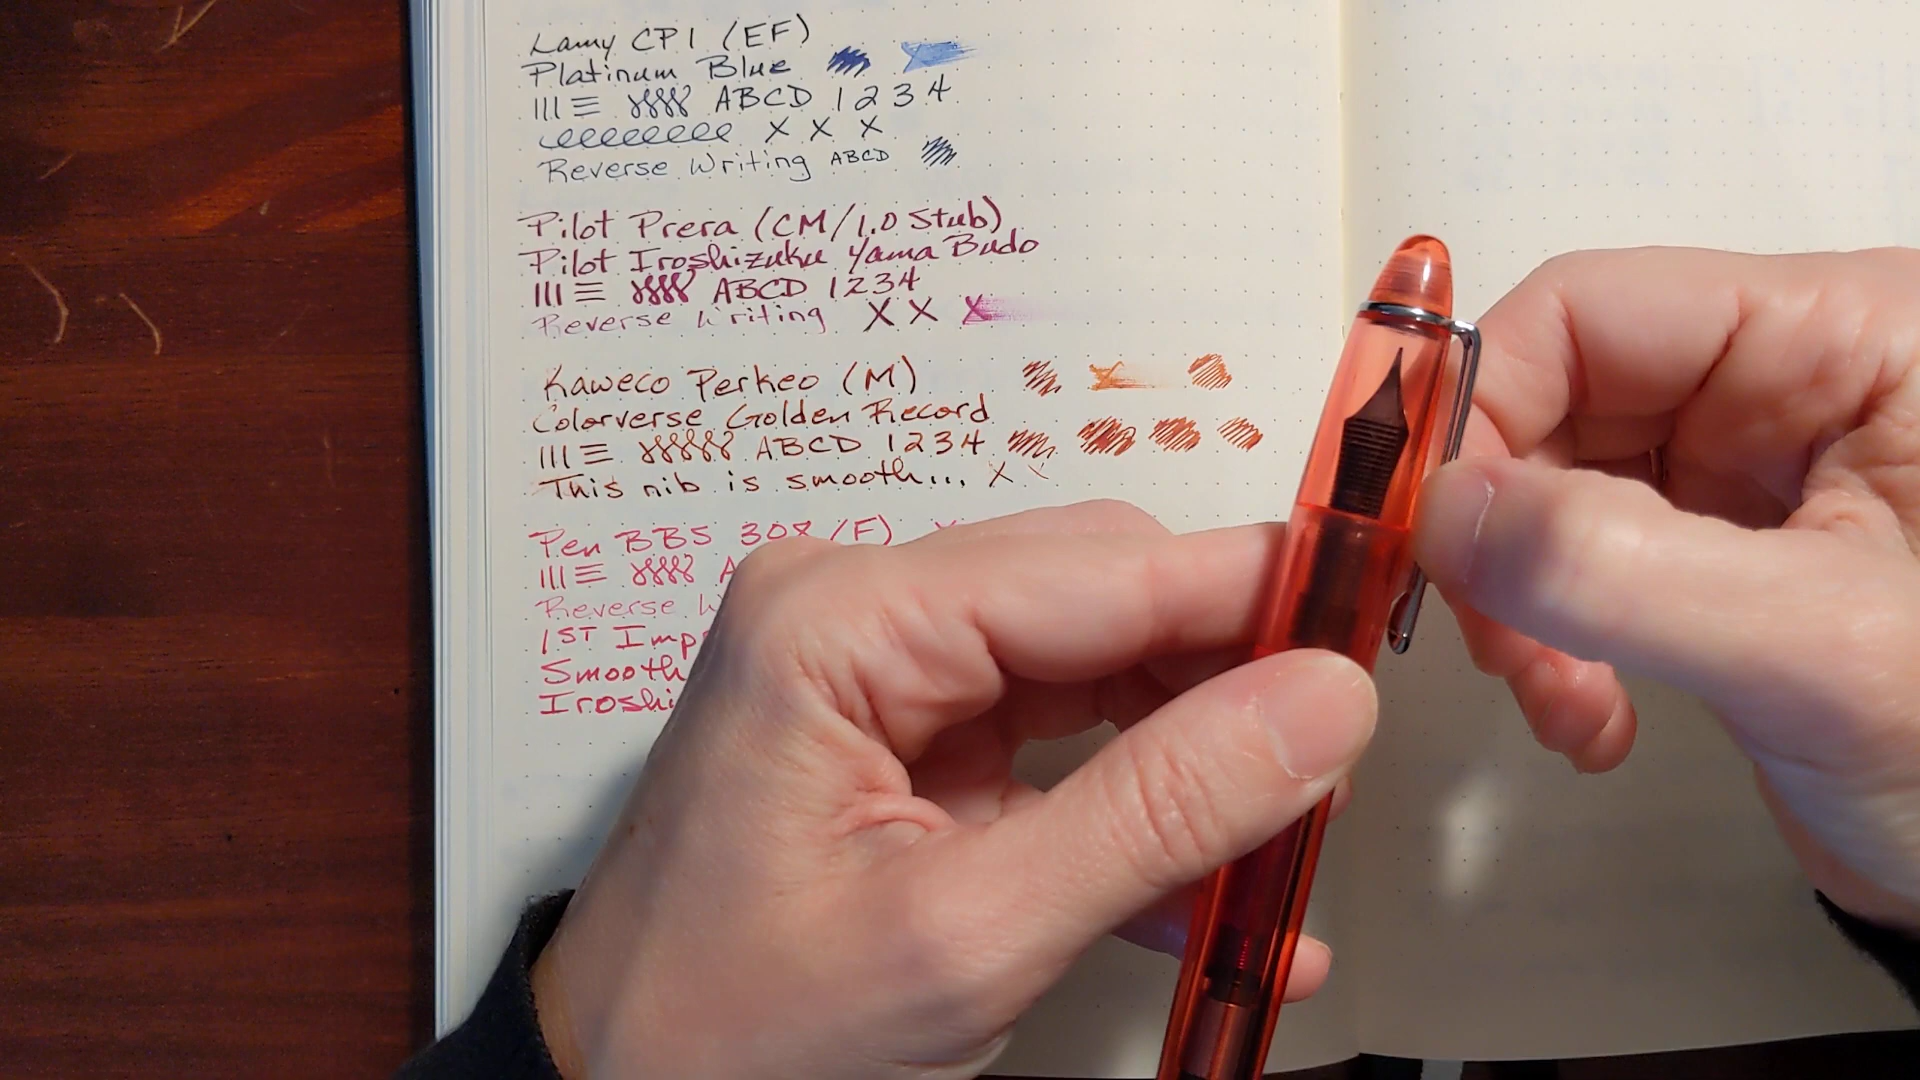 Lamy CP1 (EF)
Platinum Blue
ABCD 1234
X X X
Reverse Writing ABCD
Pilot Prera (CM/1.0 Stub)
Pilot Iroshizuku Yama Budo
ABCD 1234
Reverse Writing X X X
Kaweco Perkeo (M)
Colorverse Golden Record
ABCD 1234
This nib is smooth... X X
Pen BBS 308 (F)
Reverse
1ST
Smooth